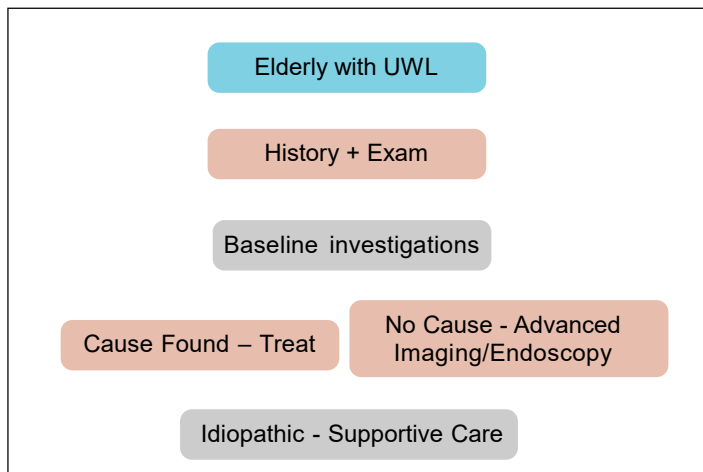 Elderly with UWL
History + Exam
Baseline investigations
Cause Found – Treat
No Cause - Advanced
Imaging/Endoscopy
Idiopathic - Supportive Care